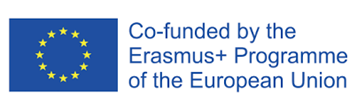 Co-funded by the
Erasmus+ Programme
of the European Union